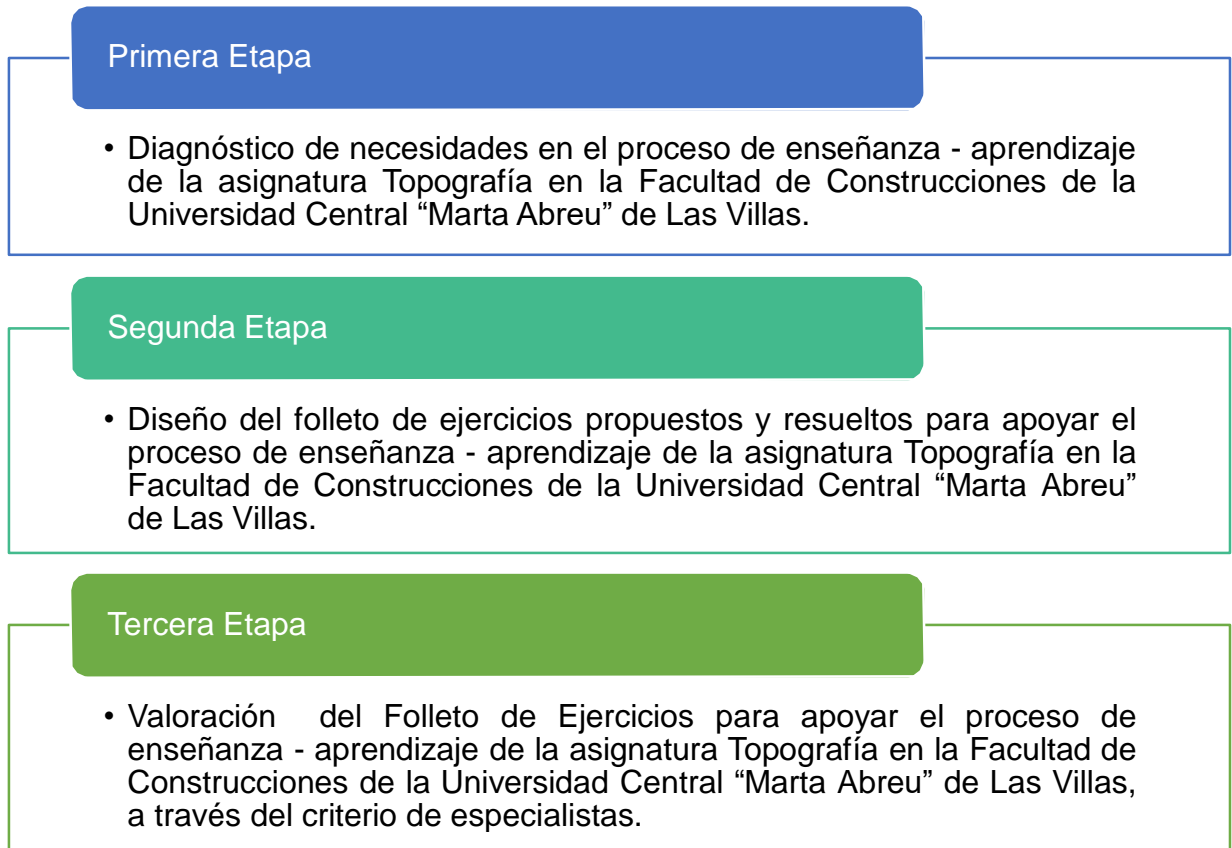 Primera Etapa
• Diagnóstico de necesidades en el proceso de enseñanza - aprendizaje
de la asignatura Topografía en la Facultad de Construcciones de la
Universidad Central “Marta Abreu” de Las Villas.
Segunda Etapa
• Diseño del folleto de ejercicios propuestos y resueltos para apoyar el
proceso de enseñanza - aprendizaje de la asignatura Topografía en la
Facultad de Construcciones de la Universidad Central “Marta Abreu”
de Las Villas.
Tercera Etapa
• Valoración del Folleto de Ejercicios para apoyar el proceso de
enseñanza - aprendizaje de la asignatura Topografía en la Facultad de
Construcciones de la Universidad Central “Marta Abreu” de Las Villas,
a través del criterio de especialistas.